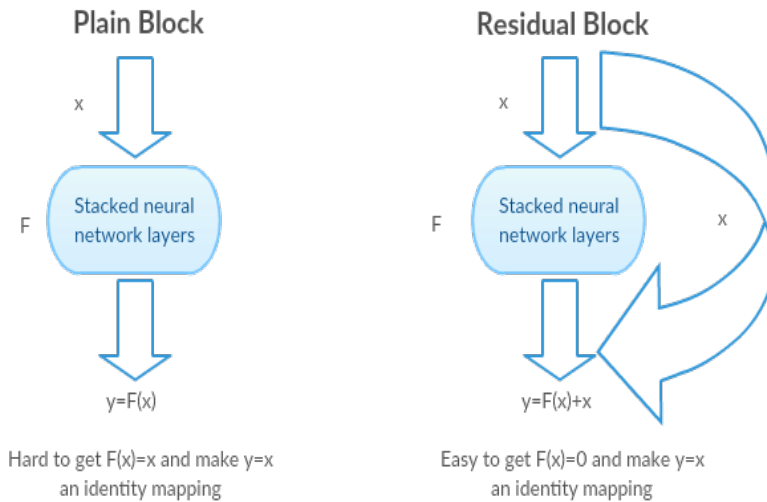 Plain Block
x
F
Stacked neural
network layers
y=F(x)
Hard to get F(x)=x and make y=x
an identity mapping
Residual Block
x
F
Stacked neural
network layers
x
y=F(x)+x
Easy to get F(x)=0 and make y=x
an identity mapping